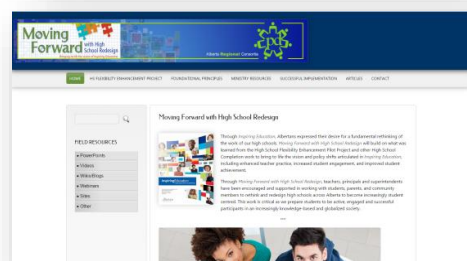 Moving
Forward with High
School Redesign
Alberta Regional Consortia
HOME HS FLEXIBILITY ENHANCEMENT PROJECT FOUNDATIONAL PRINCIPLES MINISTRY RESOURCES SUCCESSFUL IMPLEMENTATION ARTICLES CONTACT
Moving Forward with High School Redesign
FIELD RESOURCES
PowerPoints
Videos
Wikis/Blogs
Webinars
Sites
Other
Through Inspiring Education, Albertans expressed their desire for a fundamental rethinking of
the work of our high schools. Moving Forward with High School Redesign will build on what was
learned from the High School Flexibility Enhancement Pilot Project and other High School
Completion work to bring to life the vision and policy shifts articulated in Inspiring Education,
including enhanced teacher practice, increased student engagement, and improved student
achievement.
Through Moving Forward with High School Redesign, teachers, principals and superintendents
have been encouraged and supported in working with students, parents, and community
members to rethink and redesign high schools across Alberta to become increasingly student
centred. This work is critical as we prepare students to be active, engaged and successful
participants in an increasingly knowledge-based and globalized society.